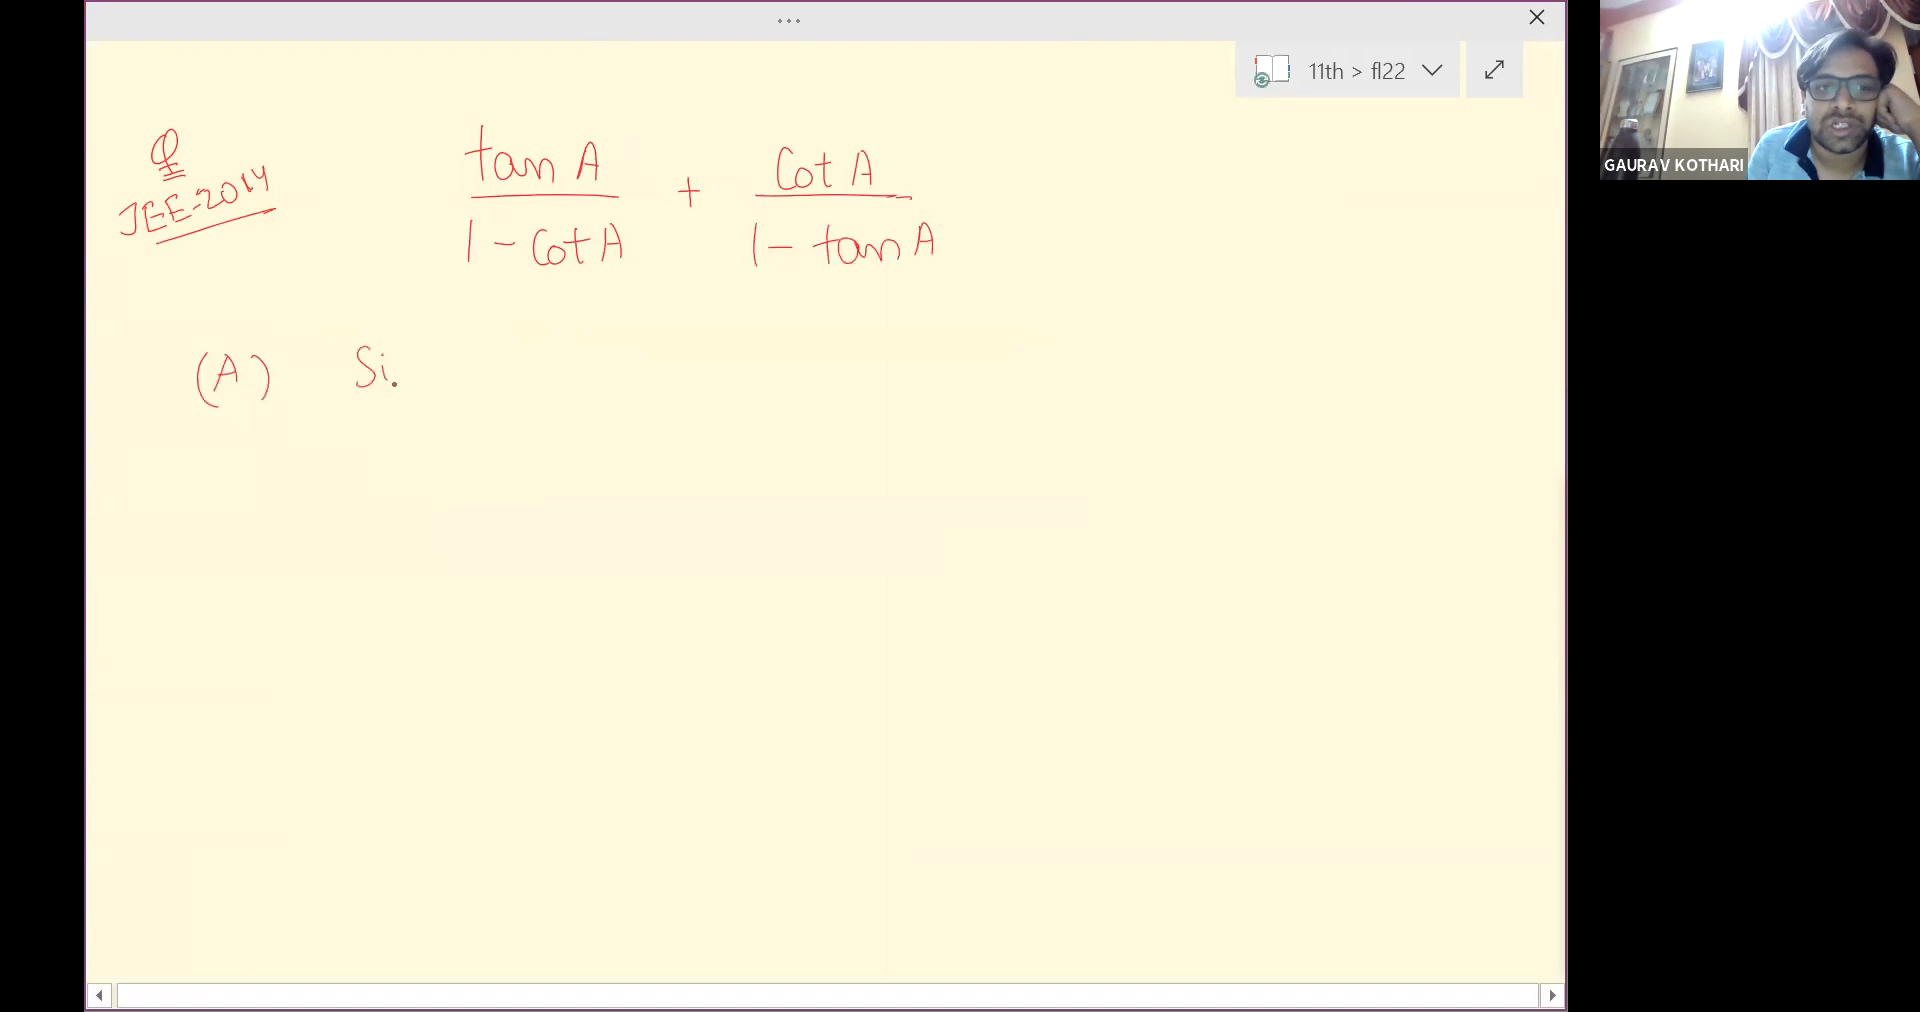 11th > fl22
GAURAV KOTHARI
Q
JEE-2014
tan A / 1 - cot A + Cot A / 1 - tan A
(A) Si